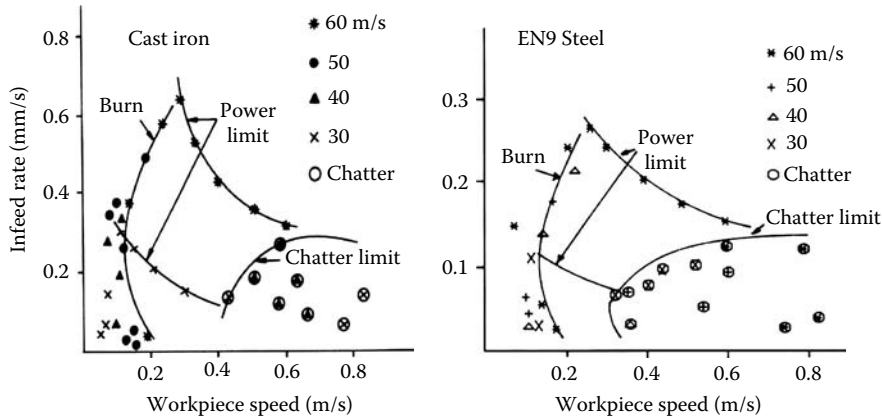 Cast iron
60 m/s
50
40
30
Chatter
Burn
Power
limit
Chatter limit
0.8
0.6
0.4
0.2
0.2
0.4
0.6
0.8
Infeed rate (mm/s)
Workpiece speed (m/s)
EN9 Steel
60 m/s
50
40
30
Chatter
Burn
Power
limit
Chatter limit
0.3
0.2
0.1
0.2
0.4
0.6
0.8
Workpiece speed (m/s)